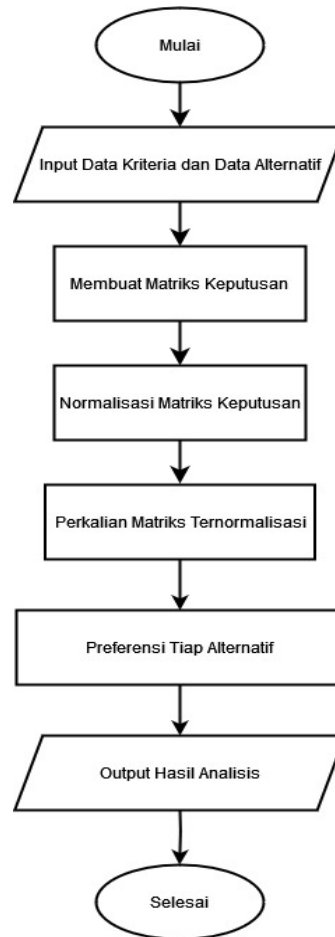 Mulai
Input Data Kriteria dan Data Alternatif
Membuat Matriks Keputusan
Normalisasi Matriks Keputusan
Perkalian Matriks Ternormalisasi
Preferensi Tiap Alternatif
Output Hasil Analisis
Selesai